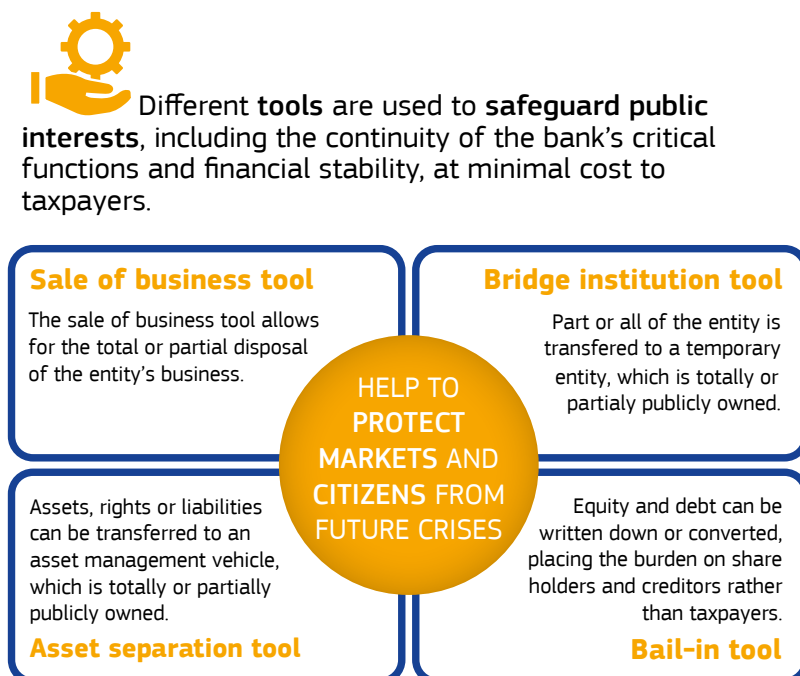 Different tools are used to safeguard public
interests, including the continuity of the bank's critical
functions and financial stability, at minimal cost to
taxpayers.
Sale of business tool
The sale of business tool allows
for the total or partial disposal
of the entity's business.
Bridge institution tool
Part or all of the entity is
transfered to a temporary
entity, which is totally or
partialy publicly owned.
HELP TO
PROTECT
MARKETS AND
CITIZENS FROM
FUTURE CRISES
Assets, rights or liabilities
can be transferred to an
asset management vehicle,
which is totally or partially
publicly owned.
Asset separation tool
Equity and debt can be
written down or converted,
placing the burden on share
holders and creditors rather
than taxpayers.
Bail-in tool